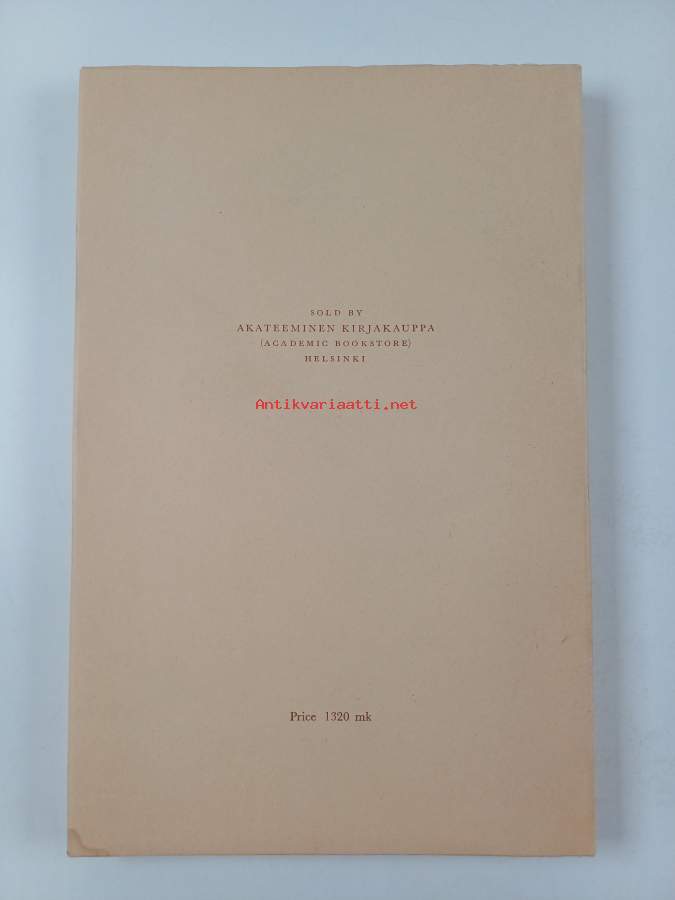 SOLD BY
AKATEEMINEN KIRJAKAUPPA
(ACADEMIC BOOKSTORE)
HELSINKI
Antikvariaatti.net
Price 1320 mk